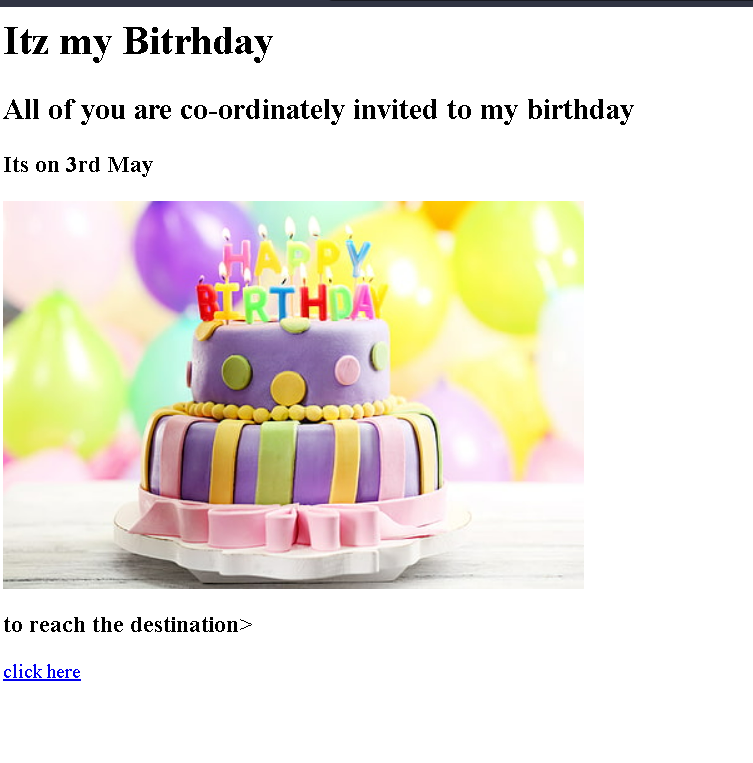 Itz my Bitrhday
All of you are co-ordinately invited to my birthday
Its on 3rd May
HAPPY
BIRTHDAY
to reach the destination>
click here